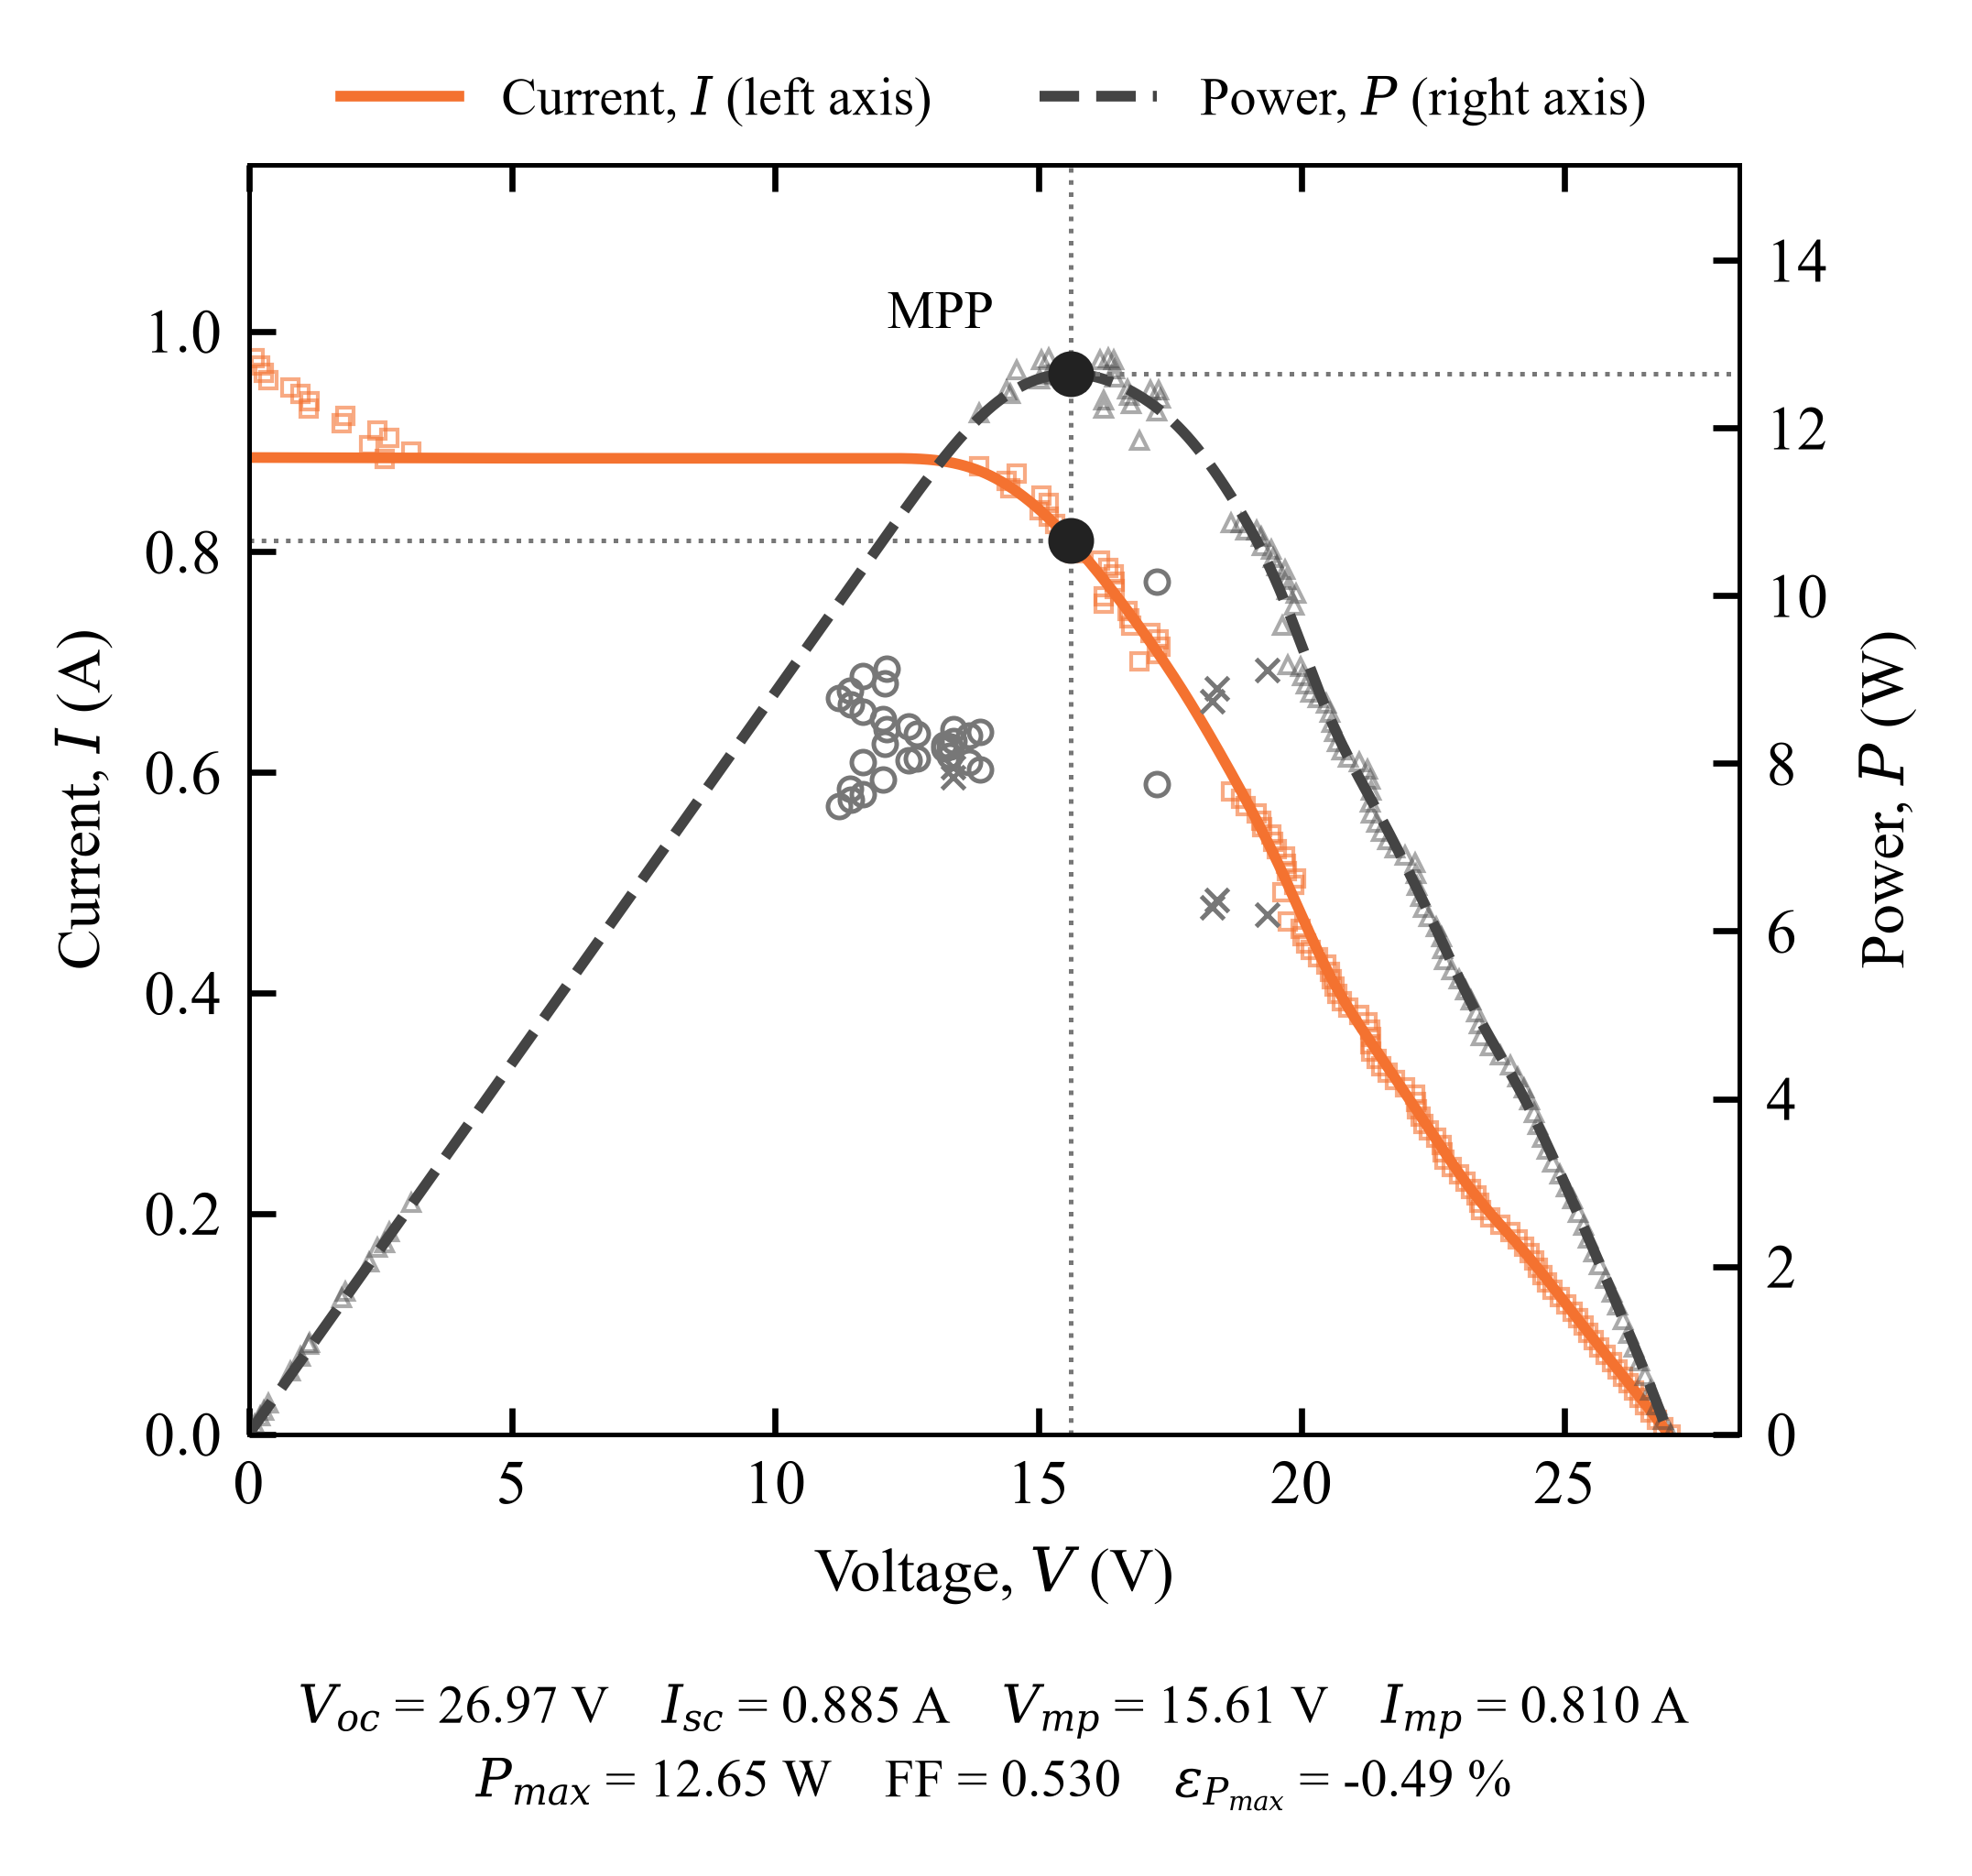 Current, I (left axis) Power, P (right axis)
MPP
Current, I (A)
1.0
0.8
0.6
0.4
0.2
0.0
14
12
10
8
6
4
2
0
Power, P (W)
0 5 10 15 20 25
Voltage, V (V)
Voc = 26.97 V Isc = 0.885 A Vmp = 15.61 V Imp = 0.810 A
Pmax = 12.65 W FF = 0.530 εPmax = -0.49 %